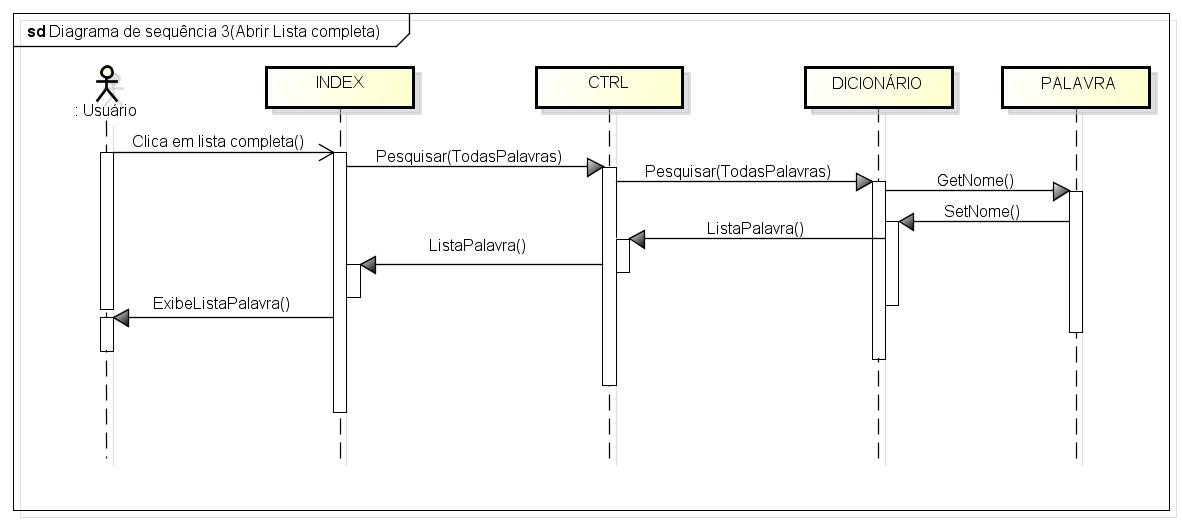 sd Diagrama de sequência 3(Abrir Lista completa)
: Usuário
INDEX
CTRL
DICIONÁRIO
PALAVRA
Clica em lista completa()
Pesquisar(TodasPalavras)
Pesquisar(TodasPalavras)
GetNome()
SetNome()
ListaPalavra()
ListaPalavra()
ExibeListaPalavra()